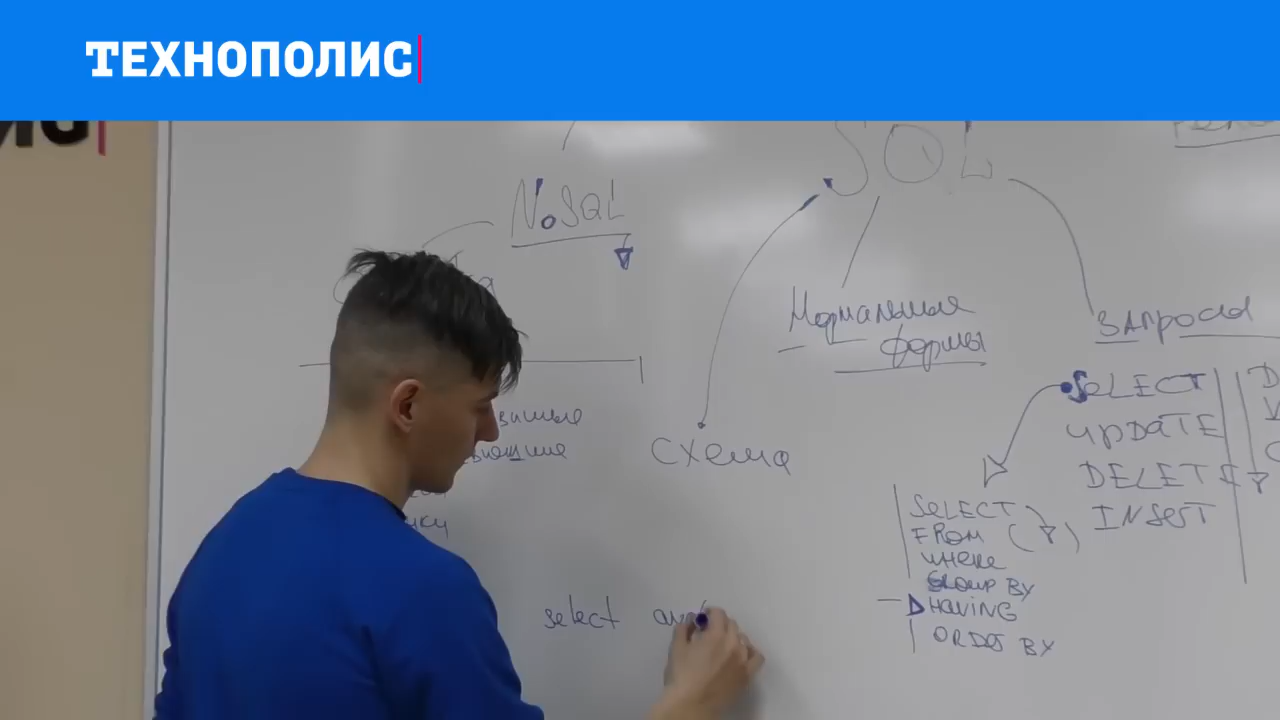 ТЕХНОПОЛИС
SQL
NoSQL
Нормальные
формы
ЗАПРОСЫ
схема
SELECT
UPDATE
DELETE
INSERT
SELECT
FROM ( )
WHERE
GROUP BY
HAVING
ORDER BY
select